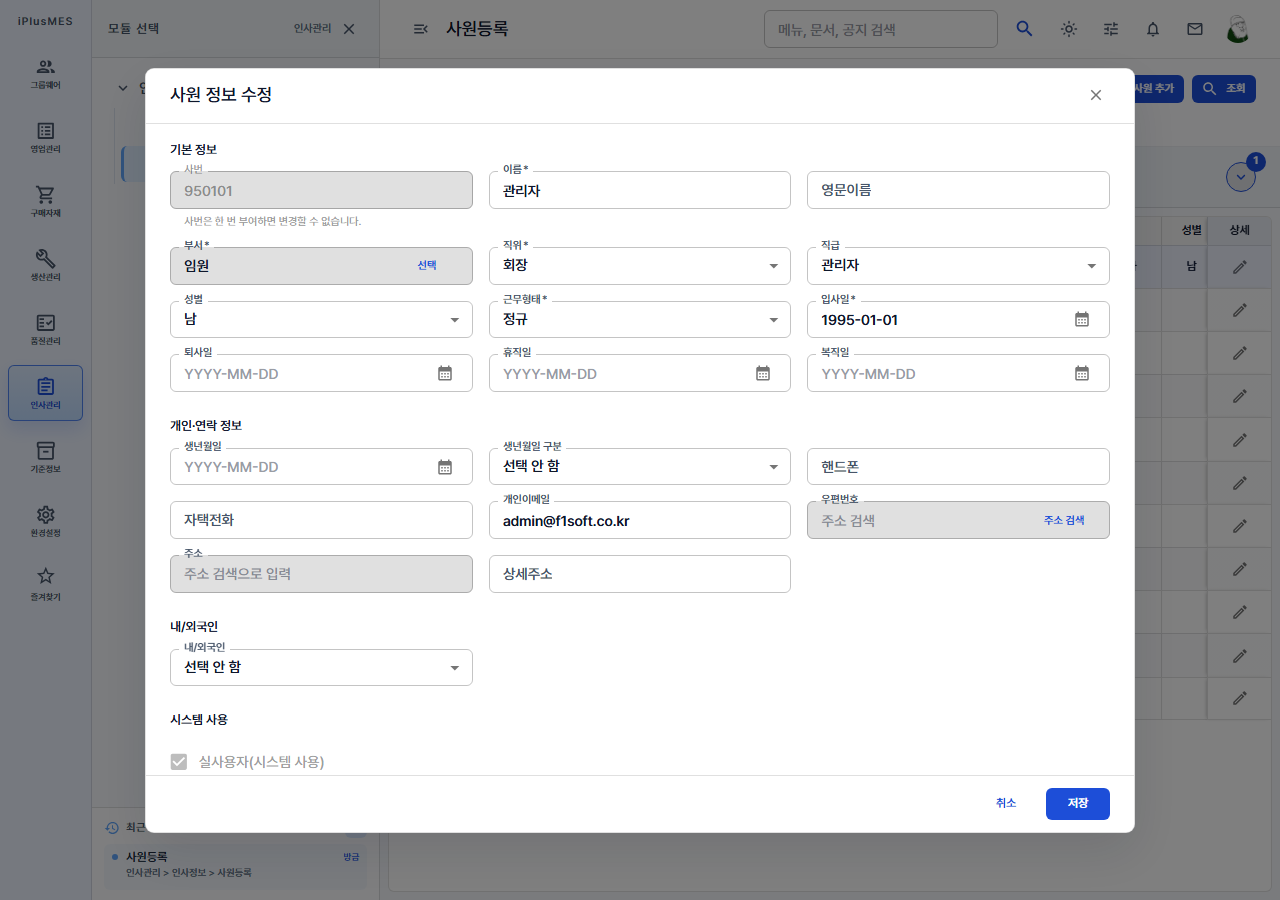 iPlusMES
모듈 선택
인사관리
사원등록
메뉴, 문서, 공지 검색
그룹웨어
영업관리
구매자재
생산관리
품질관리
인사관리
기준정보
환경설정
즐겨찾기
사원 추가
조회
1
성별
상세
남
사원 정보 수정
기본 정보
사번
950101
사번은 한 번 부여하면 변경할 수 없습니다.
이름 *
관리자
영문이름
부서 *
임원
선택
직위 *
회장
직급
관리자
성별
남
근무형태 *
정규
입사일 *
1995-01-01
퇴사일
YYYY-MM-DD
휴직일
YYYY-MM-DD
복직일
YYYY-MM-DD
개인·연락 정보
생년월일
YYYY-MM-DD
생년월일 구분
선택 안 함
핸드폰
자택전화
개인이메일
admin@f1soft.co.kr
우편번호
주소 검색
주소 검색
주소
주소 검색으로 입력
상세주소
내/외국인
내/외국인
선택 안 함
시스템 사용
실사용자(시스템 사용)
취소
저장
최근
사원등록
방금
인사관리 > 인사정보 > 사원등록